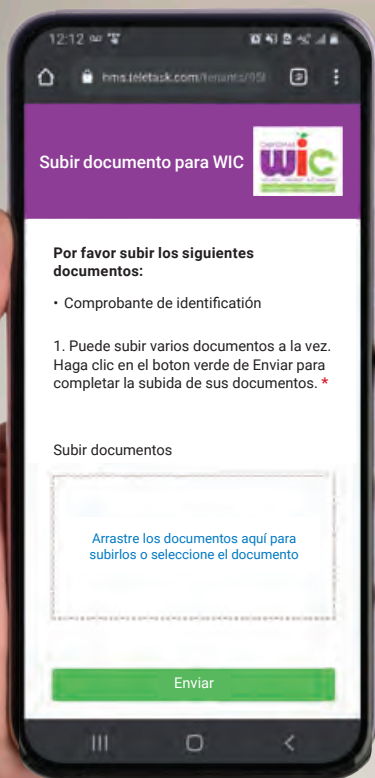 12:12
hms.teletask.com/tenants/95
Subir documento para WIC
WIC
Por favor subir los siguientes
documentos:
• Comprobante de identificatión
1. Puede subir varios documentos a la vez.
Haga clic en el boton verde de Enviar para
completar la subida de sus documentos. *
Subir documentos
Arrastre los documentos aquí para
subirlos o seleccione el documento
Enviar